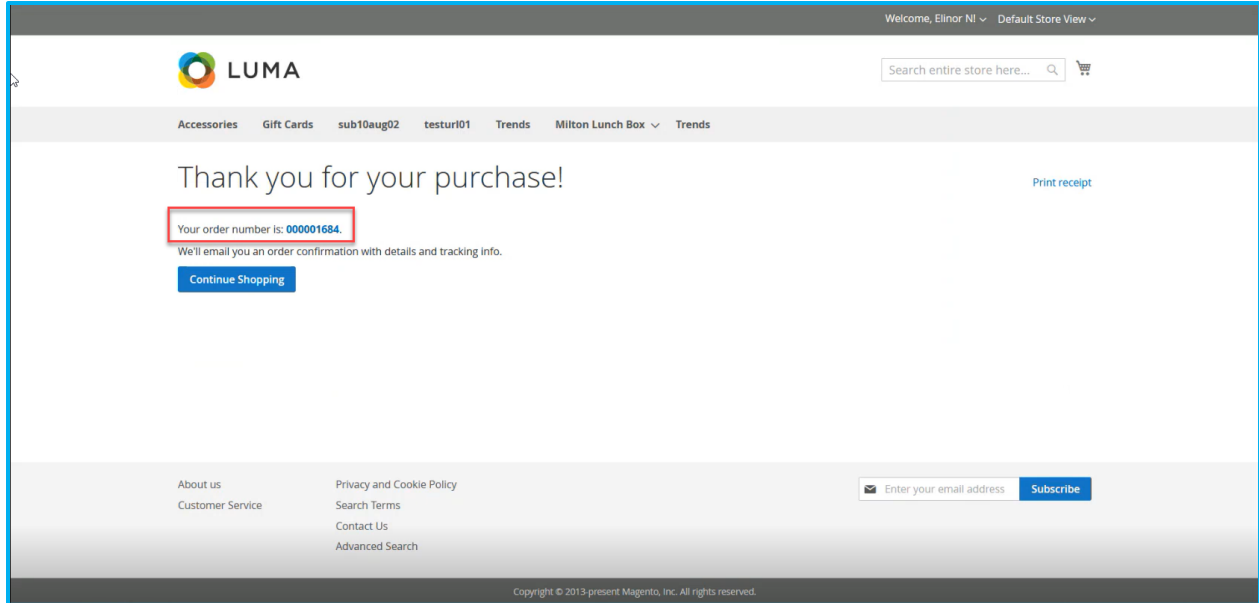 Welcome, Elinor N! Default Store View
LUMA
Search entire store here...
Accessories Gift Cards sub10aug02 testurl01 Trends Milton Lunch Box Trends
Thank you for your purchase!
Print receipt
Your order number is: 000001684.
We'll email you an order confirmation with details and tracking info.
Continue Shopping
About us Privacy and Cookie Policy Enter your email address Subscribe
Customer Service Search Terms
Contact Us
Advanced Search
Copyright © 2013-present Magento, Inc. All rights reserved.